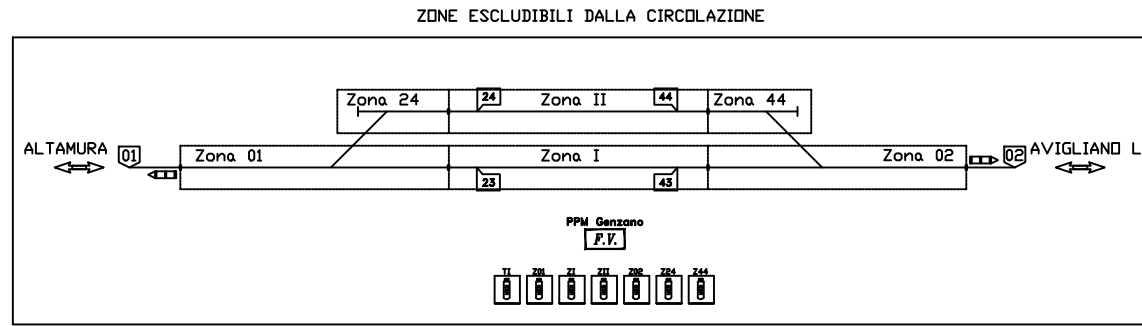 ZONE ESCLUDIBILI DALLA CIRCOLAZIONE
Zona 24
24
Zona II
44
Zona 44
ALTAMURA
01
Zona 01
Zona I
Zona 02
02
AVIGLIANO L
23
43
PPM Genzano
F.V.
TI Z01 ZI ZII Z02 Z24 Z44